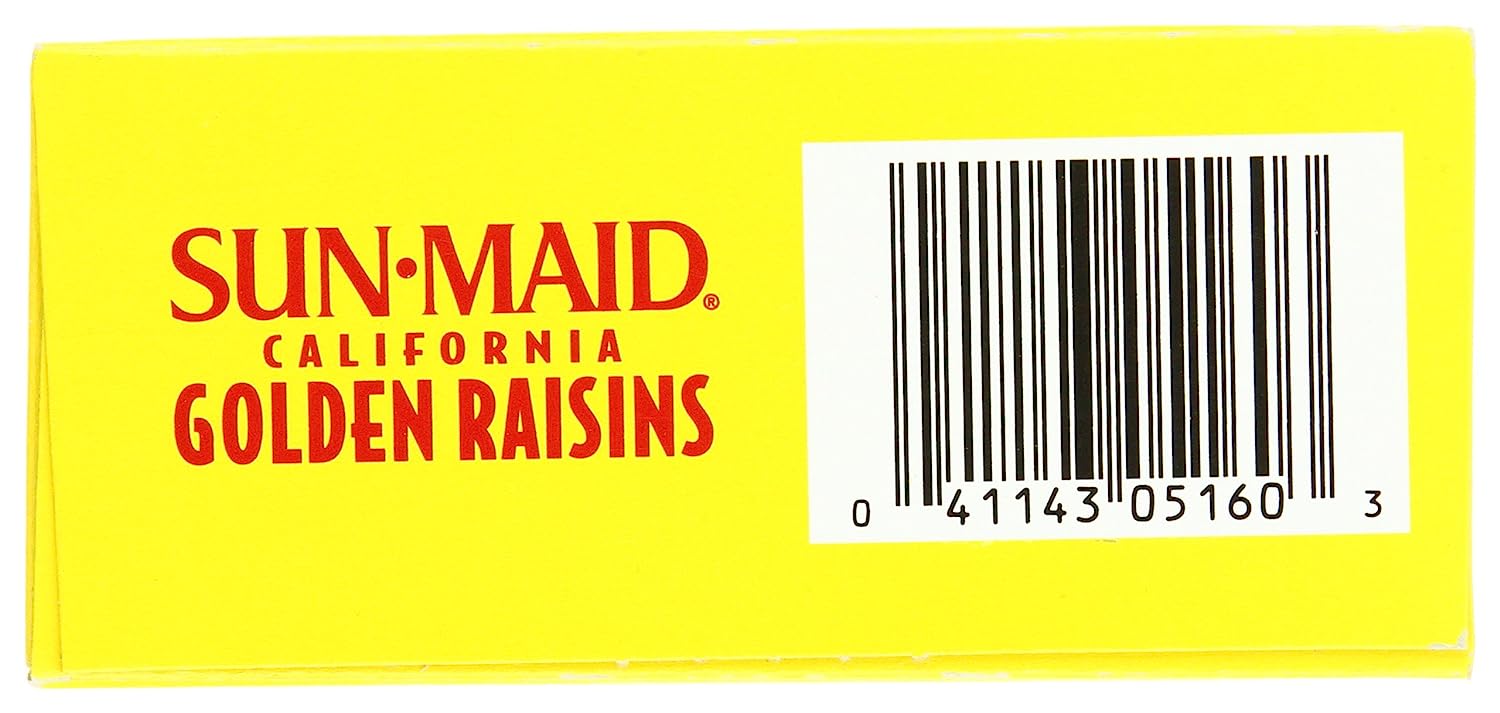 SUN•MAID®
CALIFORNIA
GOLDEN RAISINS
0 41143 05160 3